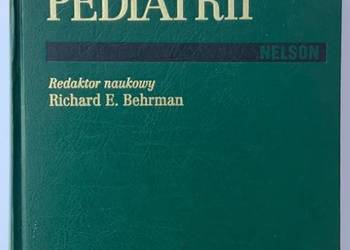 PEDIATRII
NELSON
Redaktor naukowy
Richard E. Behrman